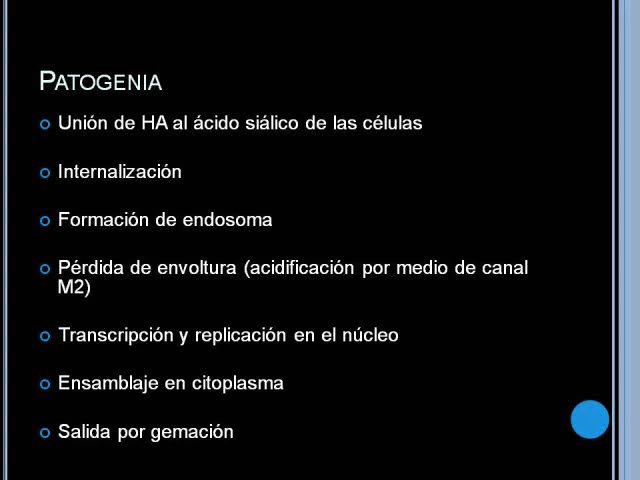 PATOGENIA
Unión de HA al ácido siálico de las células
Internalización
Formación de endosoma
Pérdida de envoltura (acidificación por medio de canal
M2)
Transcripción y replicación en el núcleo
Ensamblaje en citoplasma
Salida por gemación